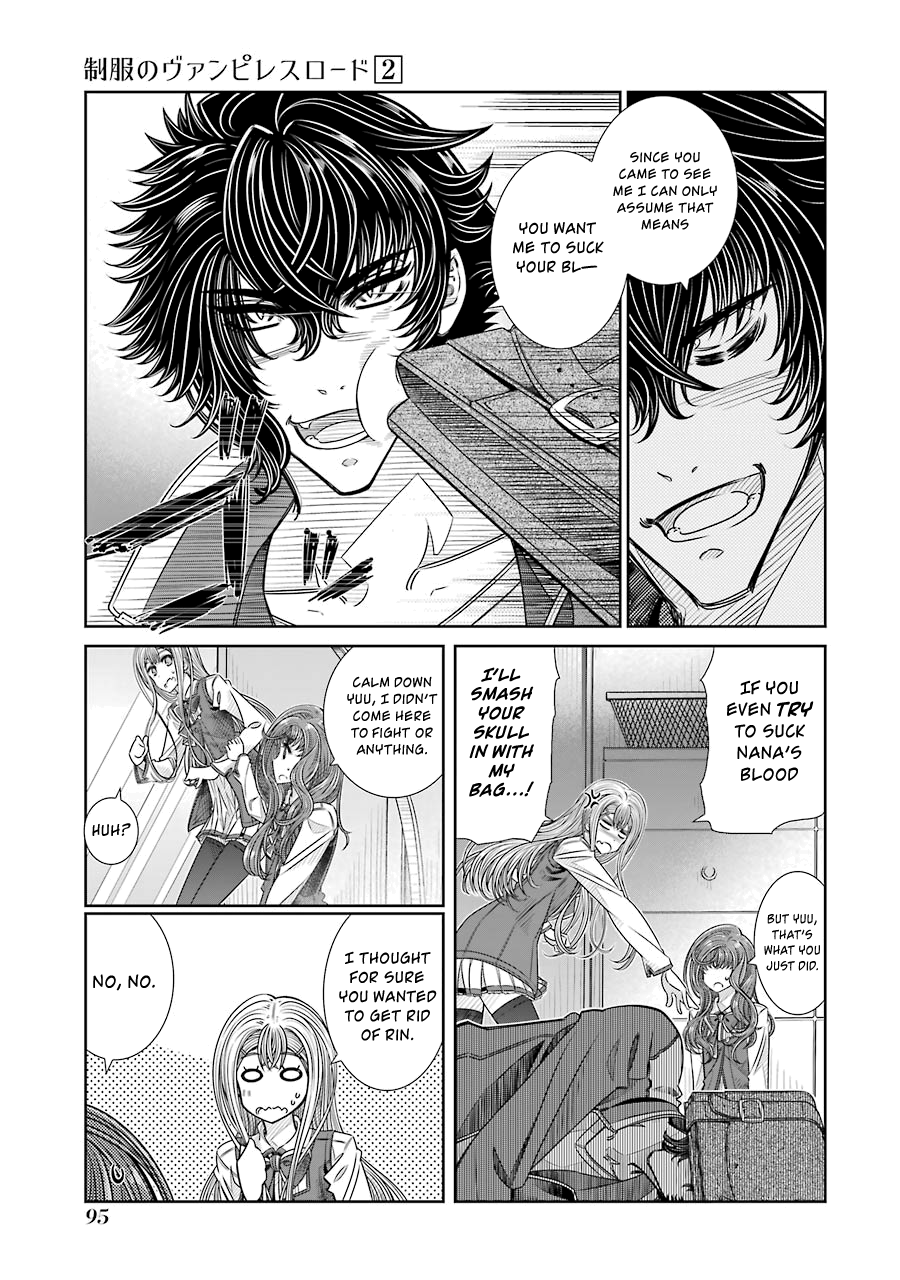 制服のヴァンピレスロード 2
SINCE YOU
CAME TO SEE
ME I CAN ONLY
ASSUME THAT
MEANS
YOU WANT
ME TO SUCK
YOUR BL—
IF YOU
EVEN TRY
TO SUCK
NANA'S
BLOOD
I'LL
SMASH
YOUR
SKULL
IN WITH
MY
BAG...!
BUT YUU,
THAT'S
WHAT YOU
JUST DID.
CALM DOWN
YUU, I DIDN'T
COME HERE
TO FIGHT OR
ANYTHING.
HUH?
I THOUGHT
FOR SURE
YOU WANTED
TO GET RID
OF RIN.
NO, NO.
95